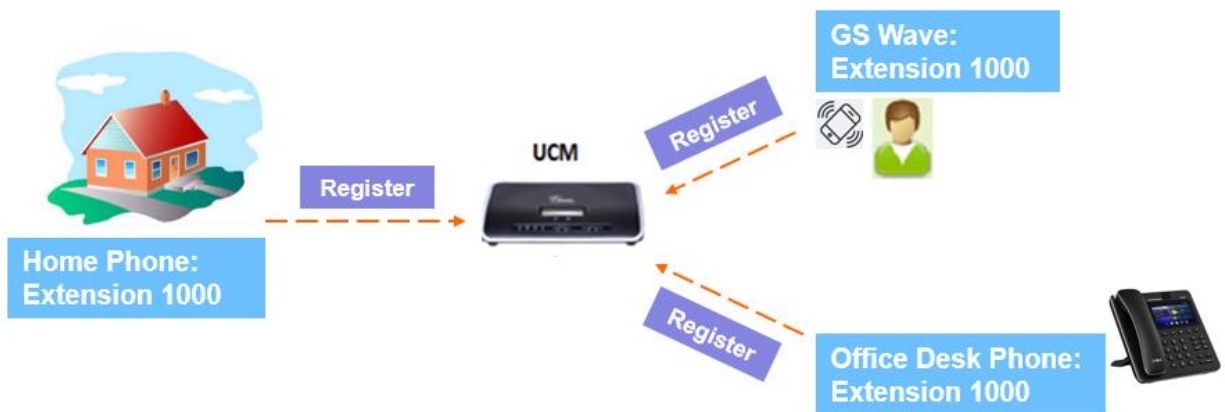 GS Wave:
Extension 1000
Register
UCM
Register
Home Phone:
Extension 1000
Register
Office Desk Phone:
Extension 1000